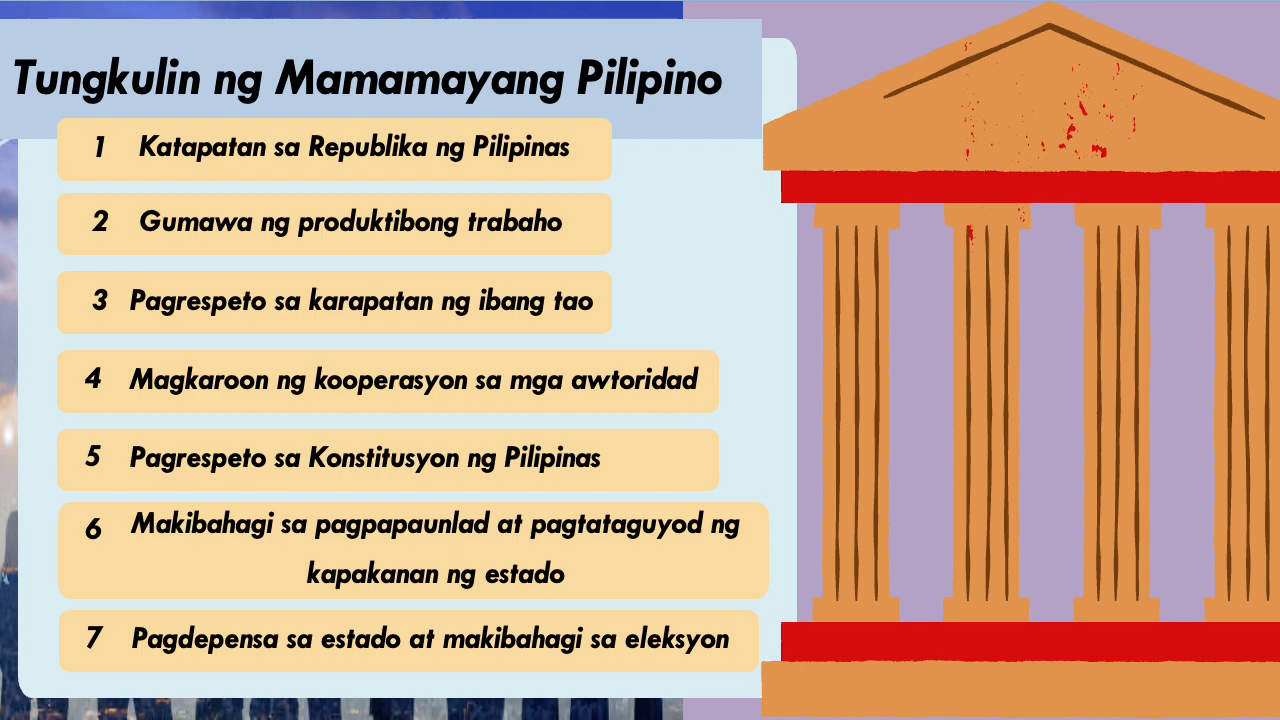 Tungkulin ng Mamamayang Pilipino
1 Katapatan sa Republika ng Pilipinas
2 Gumawa ng produktibong trabaho
3 Pagrespeto sa karapatan ng ibang tao
4 Magkaroon ng kooperasyon sa mga awtoridad
5 Pagrespeto sa Konstitusyon ng Pilipinas
6 Makibahagi sa pagpapaunlad at pagtataguyod ng
kapakanan ng estado
7 Pagdepensa sa estado at makibahagi sa eleksyon